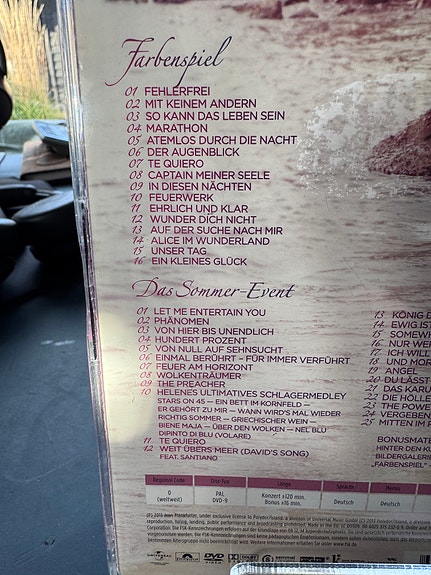 Farbenspiel
01 FEHLERFREI
02 MIT KEINEM ANDERN
03 SO KANN DAS LEBEN SEIN
04 MARATHON
05 ATEMLOS DURCH DIE NACHT
06 DER AUGENBLICK
07 TE QUIERO
08 CAPTAIN MEINER SEELE
09 IN DIESEN NÄCHTEN
10 FEUERWERK
11 EHRLICH UND KLAR
12 WUNDER DICH NICHT
13 AUF DER SUCHE NACH MIR
14 ALICE IM WUNDERLAND
15 UNSER TAG
16 EIN KLEINES GLÜCK
Das Sommer-Event
01 LET ME ENTERTAIN YOU
02 PHÄNOMEN
03 VON HIER BIS UNENDLICH
04 HUNDERT PROZENT
05 VON NULL AUF SEHNSUCHT
06 EINMAL BERÜHRT – FÜR IMMER VERFÜHRT
07 FEUER AM HORIZONT
08 WOLKENTRÄUMER
09 THE PREACHER
10 HELENES ULTIMATIVES SCHLAGERMEDLEY
STARS ON 45 — EIN BETT IM KORNFELD —
ER GEHÖRT ZU MIR — WANN WIRD'S MAL WIEDER
RICHTIG SOMMER — GRIECHISCHER WEIN —
BIENE MAJA — ÜBER DEN WOLKEN — NEL BLÙ
DIPINTO DI BLU (VOLARE)
11 TE QUIERO
12 WEIT ÜBERS MEER (DAVID'S SONG)
FEAT. SANTIANO
13 KÖNIG D
14 EWIG IST
15 SOMEWH
16 NUR WE
17 ICH WILL
18 UND MOR
19 ANGEL
20 DU LÄSST
21 DAS KARU
22 DIE HÖLLE
23 THE POWE
24 VERGEBEN
25 MITTEN IM P
BONUSMATE
HINTER DEN KU
BILDERGALERI
„FARBENSPIEL" –
Regional Code Disc-Typ Länge Sprache Menüs
0 (weltweit) PAL DVD-9 Konzert ±120 min. Bonus ±16 min. Deutsch Deutsch
DVD